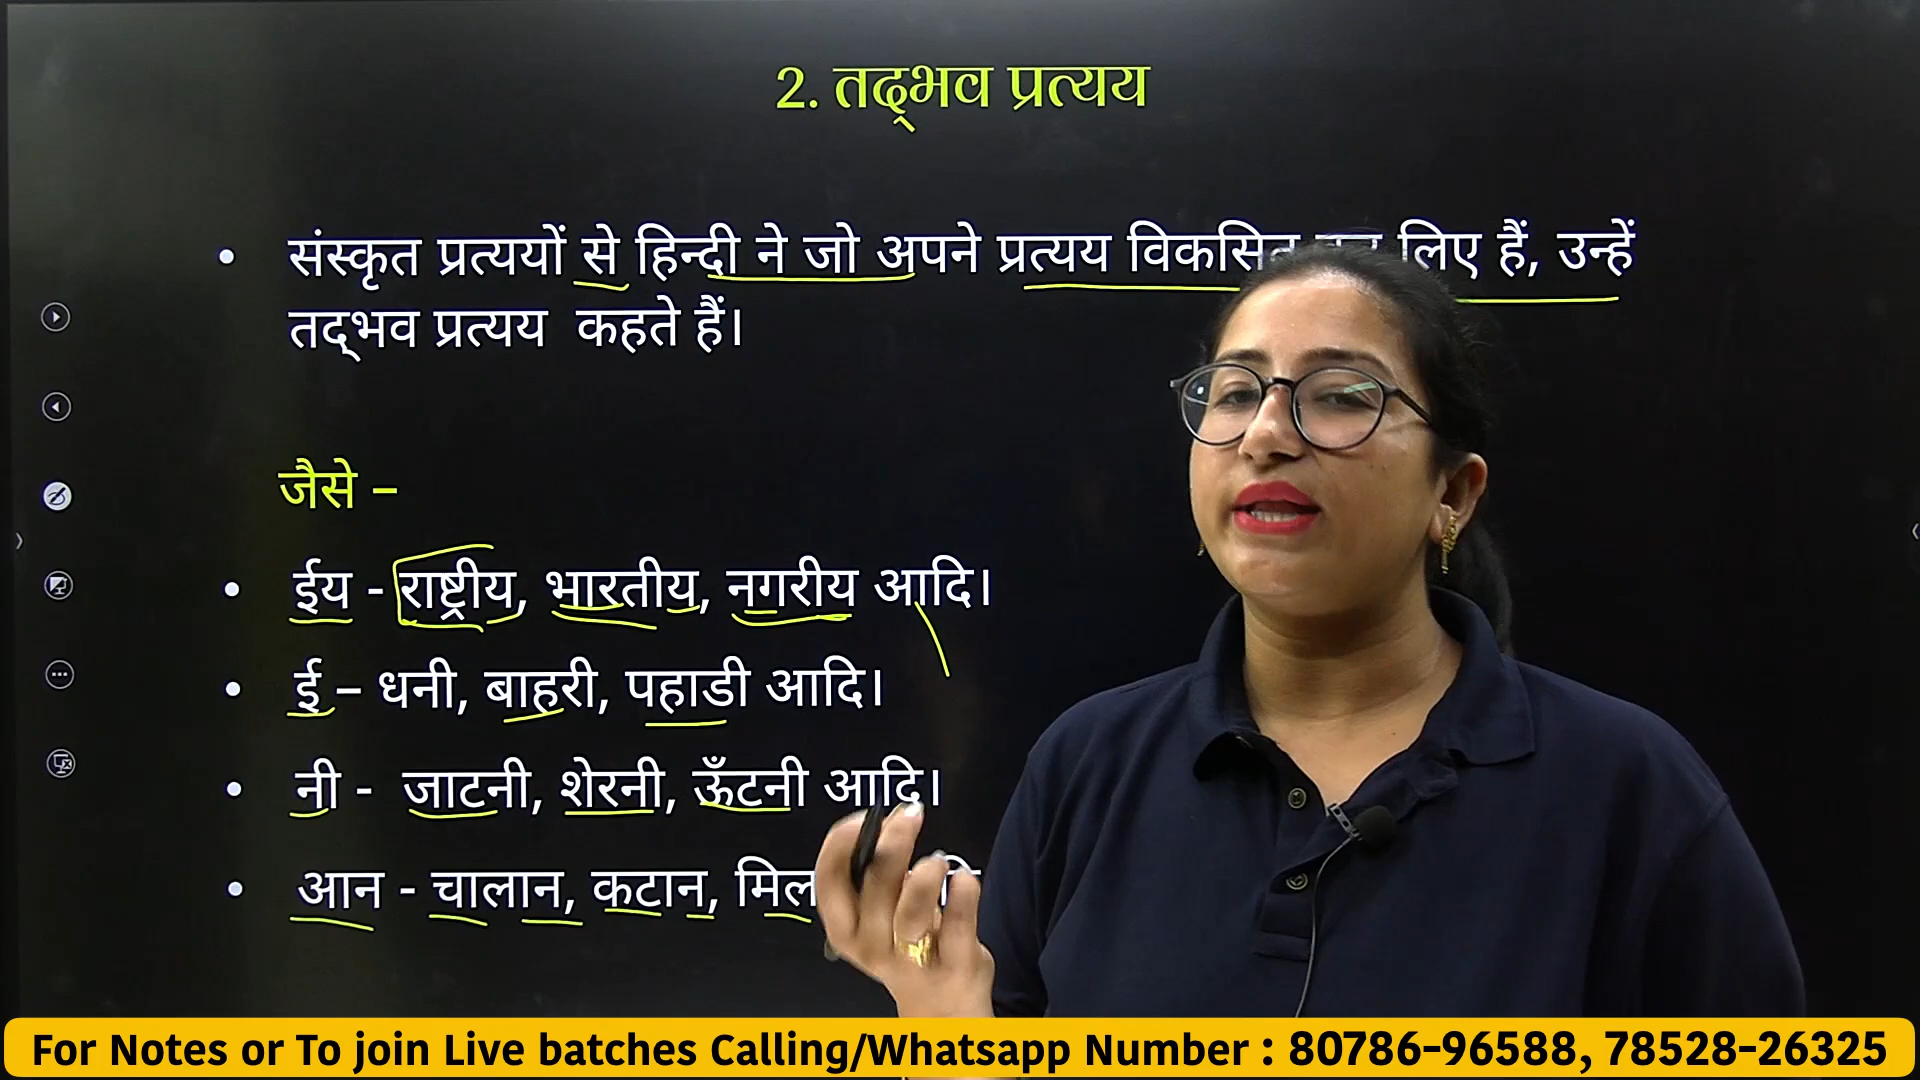 2. तद्भव प्रत्यय
संस्कृत प्रत्ययों से हिन्दी ने जो अपने प्रत्यय लिए हैं, उन्हें
तद्भव प्रत्यय कहते हैं।
जैसे –
ईय - राष्ट्रीय, भारतीय, नगरीय आदि।
ई – धनी, बाहरी, पहाडी आदि।
नी - जाटनी, शेरनी, ऊँटनी आदि।
आन - चालान, कटान,
For Notes or To join Live batches Calling/Whatsapp Number : 80786-96588, 78528-26325